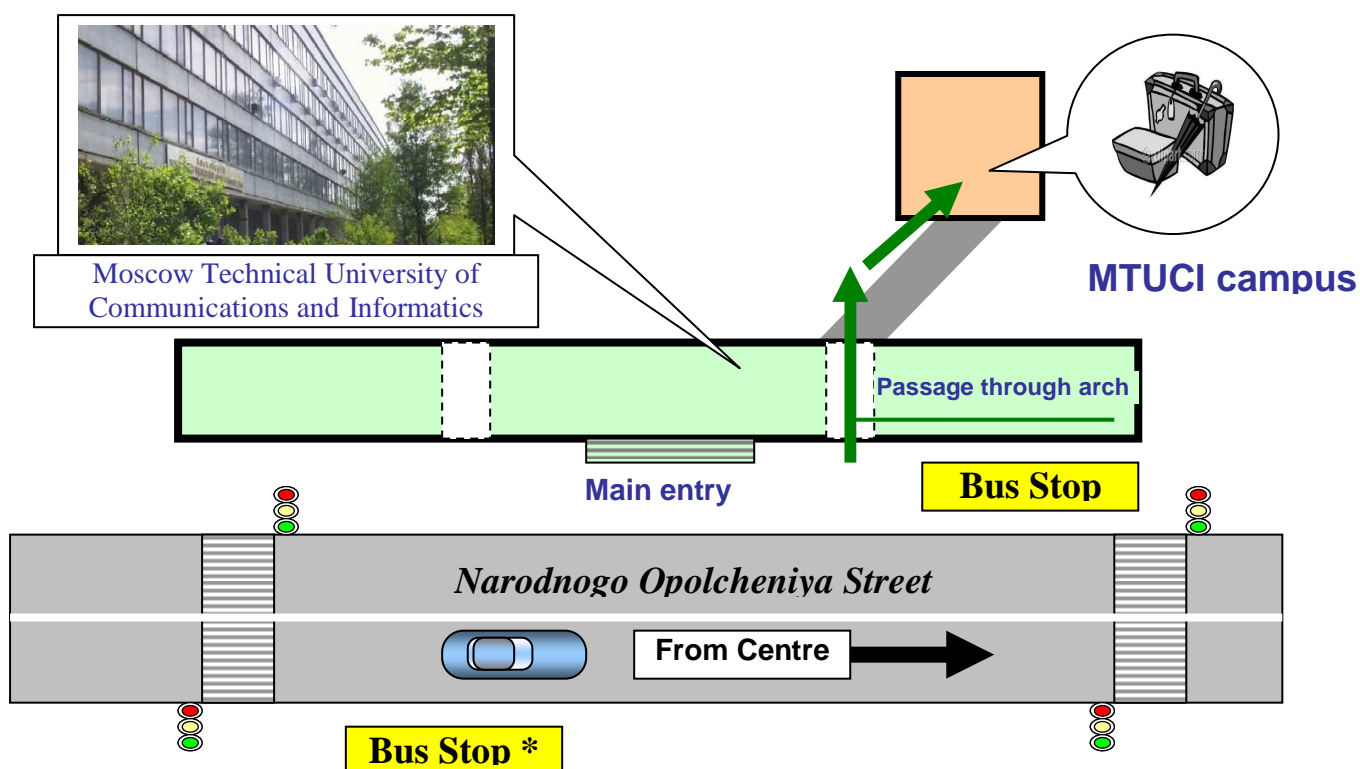 Moscow Technical University of
Communications and Informatics
MTUCI campus
Passage through arch
Main entry
Bus Stop
Narodnogo Opolcheniya Street
From Centre
Bus Stop *